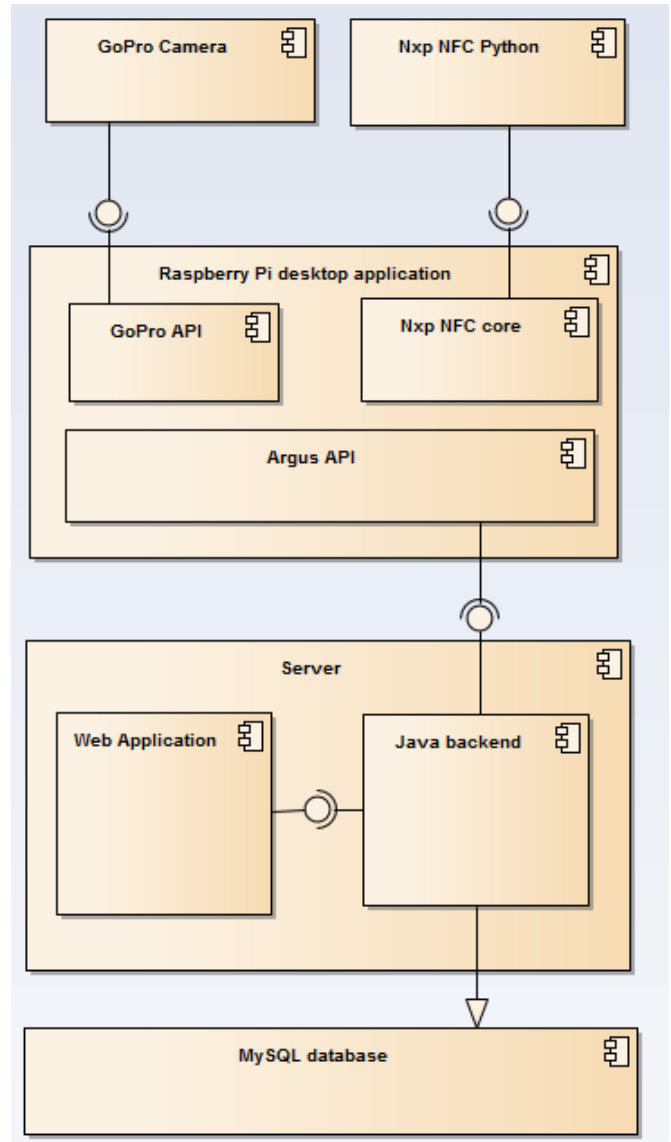 GoPro Camera
Nxp NFC Python
Raspberry Pi desktop application
GoPro API
Nxp NFC core
Argus API
Server
Web Application
Java backend
MySQL database